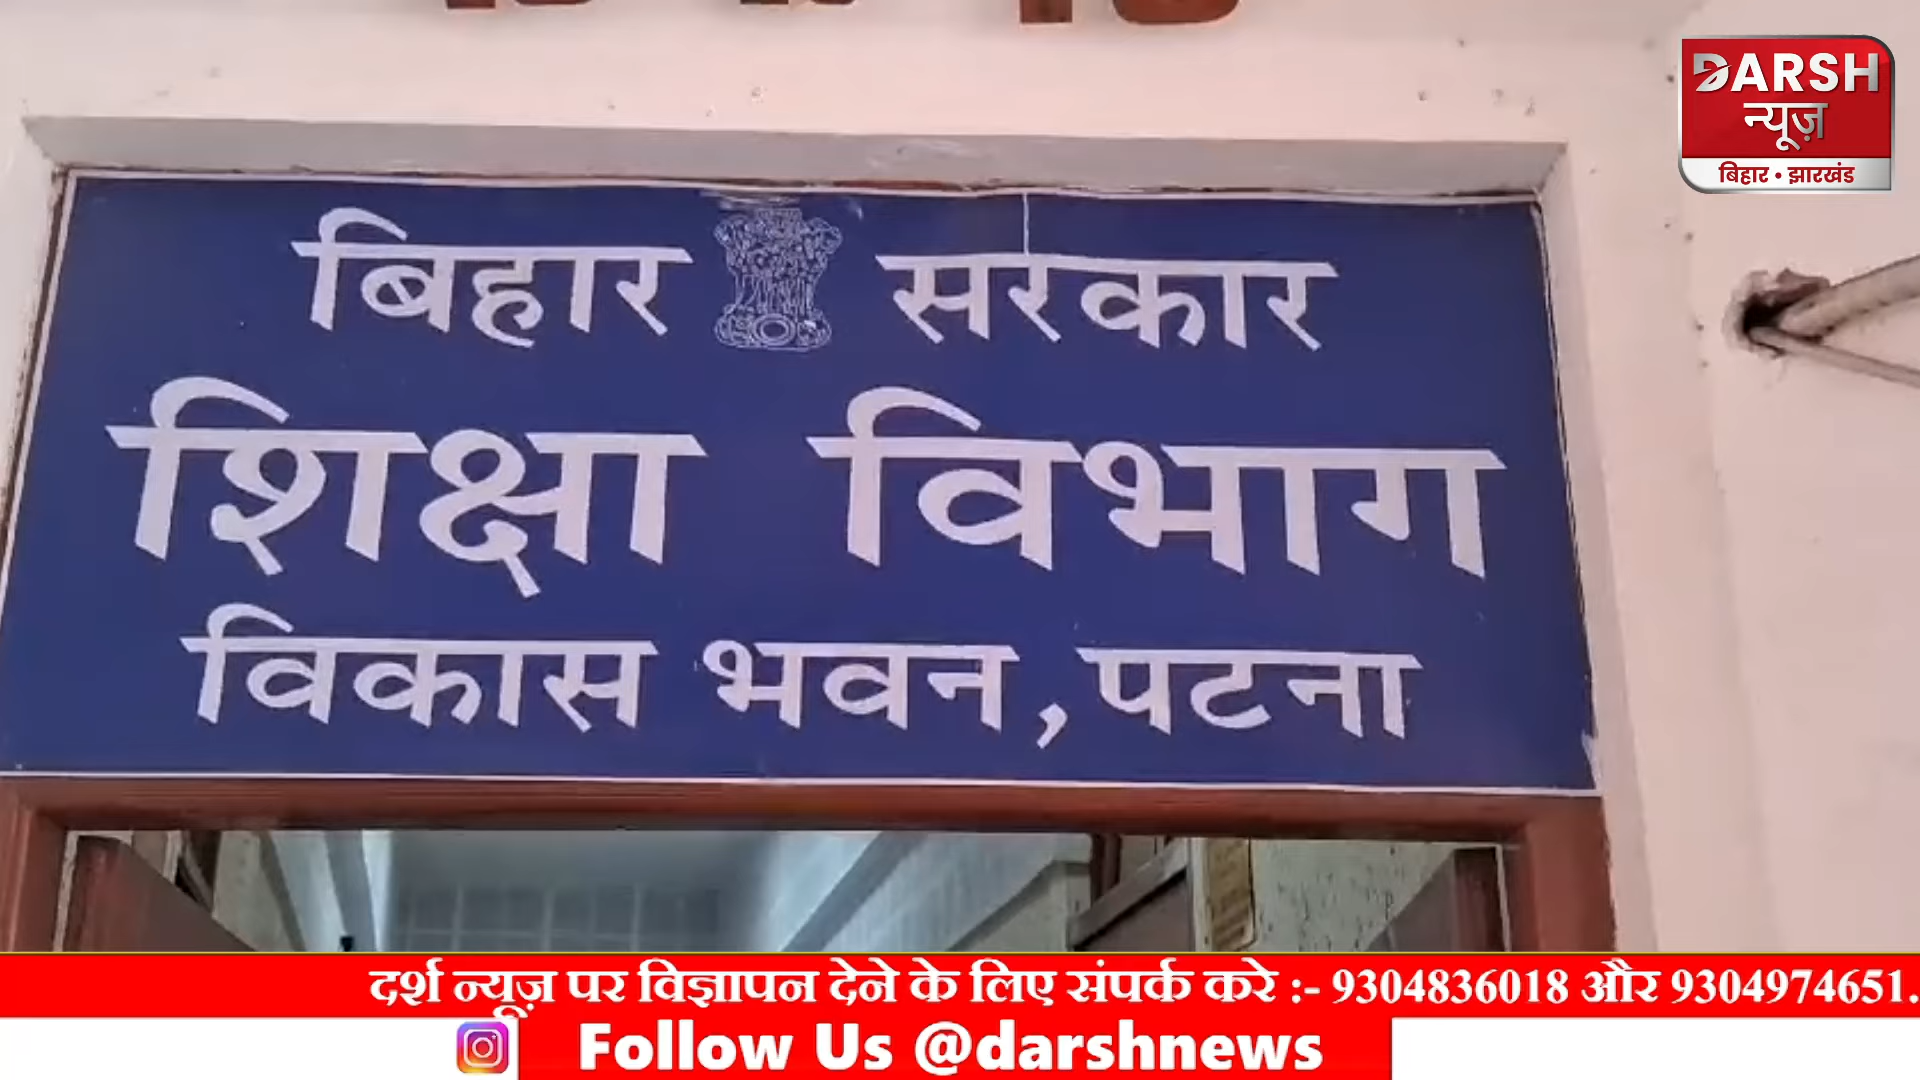 DARSH
न्यूज़
बिहार • झारखंड
बिहार सरकार
शिक्षा विभाग
विकास भवन, पटना
दर्श न्यूज़ पर विज्ञापन देने के लिए संपर्क करे :- 9304836018 और 9304974651.
Follow Us @darshnews